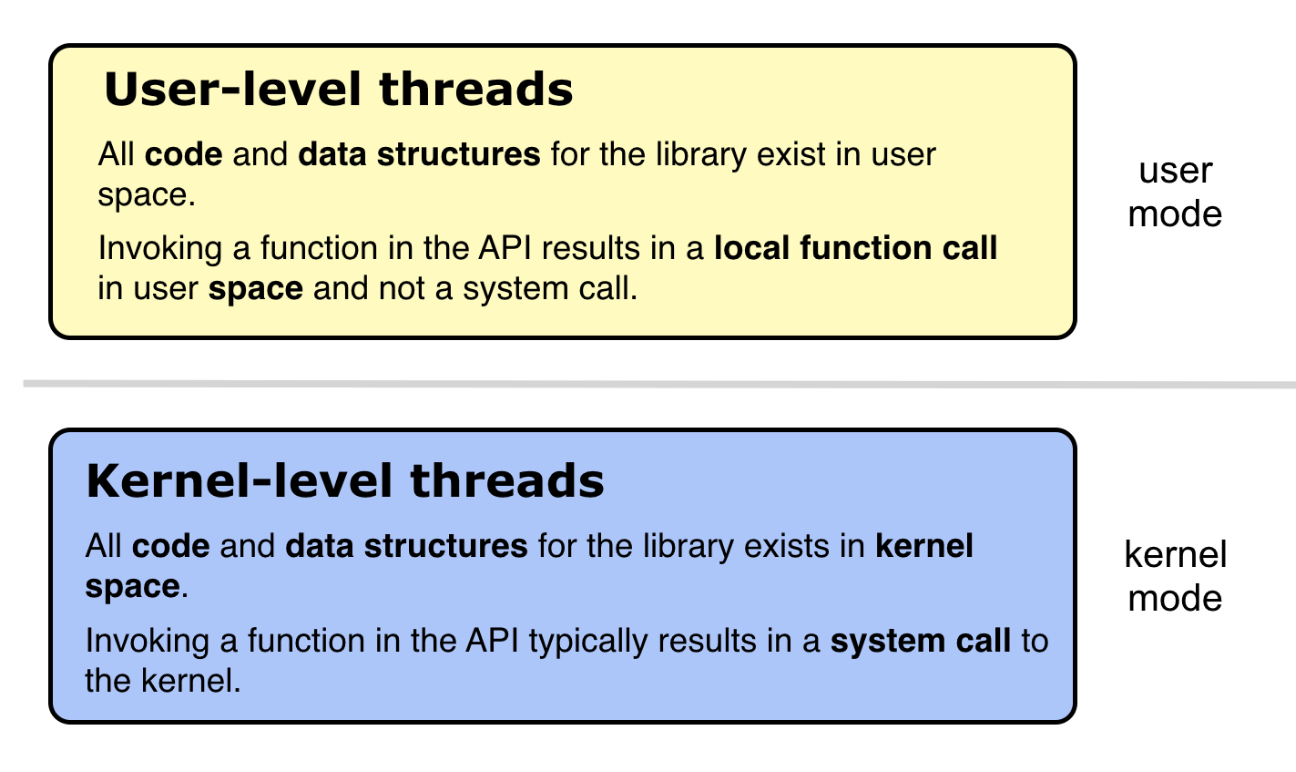 User-level threads
All code and data structures for the library exist in user
space.
Invoking a function in the API results in a local function call
in user space and not a system call.
user
mode
Kernel-level threads
All code and data structures for the library exists in kernel
space.
Invoking a function in the API typically results in a system call to
the kernel.
kernel
mode